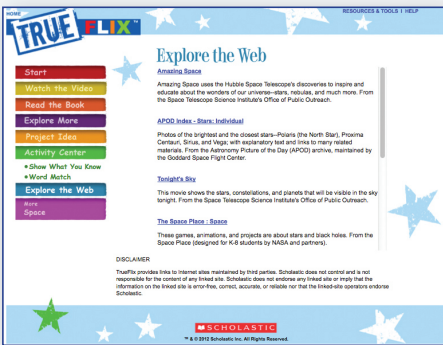 HOME
RESOURCES & TOOLS | HELP
TRUE FLIX™
Explore the Web
Start
Watch the Video
Read the Book
Explore More
Project Idea
Activity Center
•Show What You Know
•Word Match
Explore the Web
More
Space
Amazing Space
Amazing Space uses the Hubble Space Telescope's discoveries to inspire and
educate about the wonders of our universe--stars, nebulas, and much more. From
the Space Telescope Science Institute's Office of Public Outreach.
APOD Index - Stars: Individual
Photos of the brightest and the closest stars--Polaris (the North Star), Proxima
Centauri, Sirius, and Vega; with explanatory text and links to many related
materials. From the Astronomy Picture of the Day (APOD) archive, maintained by
the Goddard Space Flight Center.
Tonight's Sky
This movie shows the stars, constellations, and planets that will be visible in the sky
tonight. From the Space Telescope Science Institute's Office of Public Outreach.
The Space Place : Space
These games, animations, and projects are about stars and black holes. From the
Space Place (designed for K-8 students by NASA and partners).
DISCLAIMER
TrueFlix provides links to Internet sites maintained by third parties. Scholastic does not control and is not
responsible for the content of any linked site. Scholastic does not endorse any linked site or imply that the
information on the linked site is error-free, correct, accurate, or reliable nor that the linked-site operators endorse
Scholastic.
SCHOLASTIC
™ & © 2012 Scholastic Inc. All Rights Reserved.